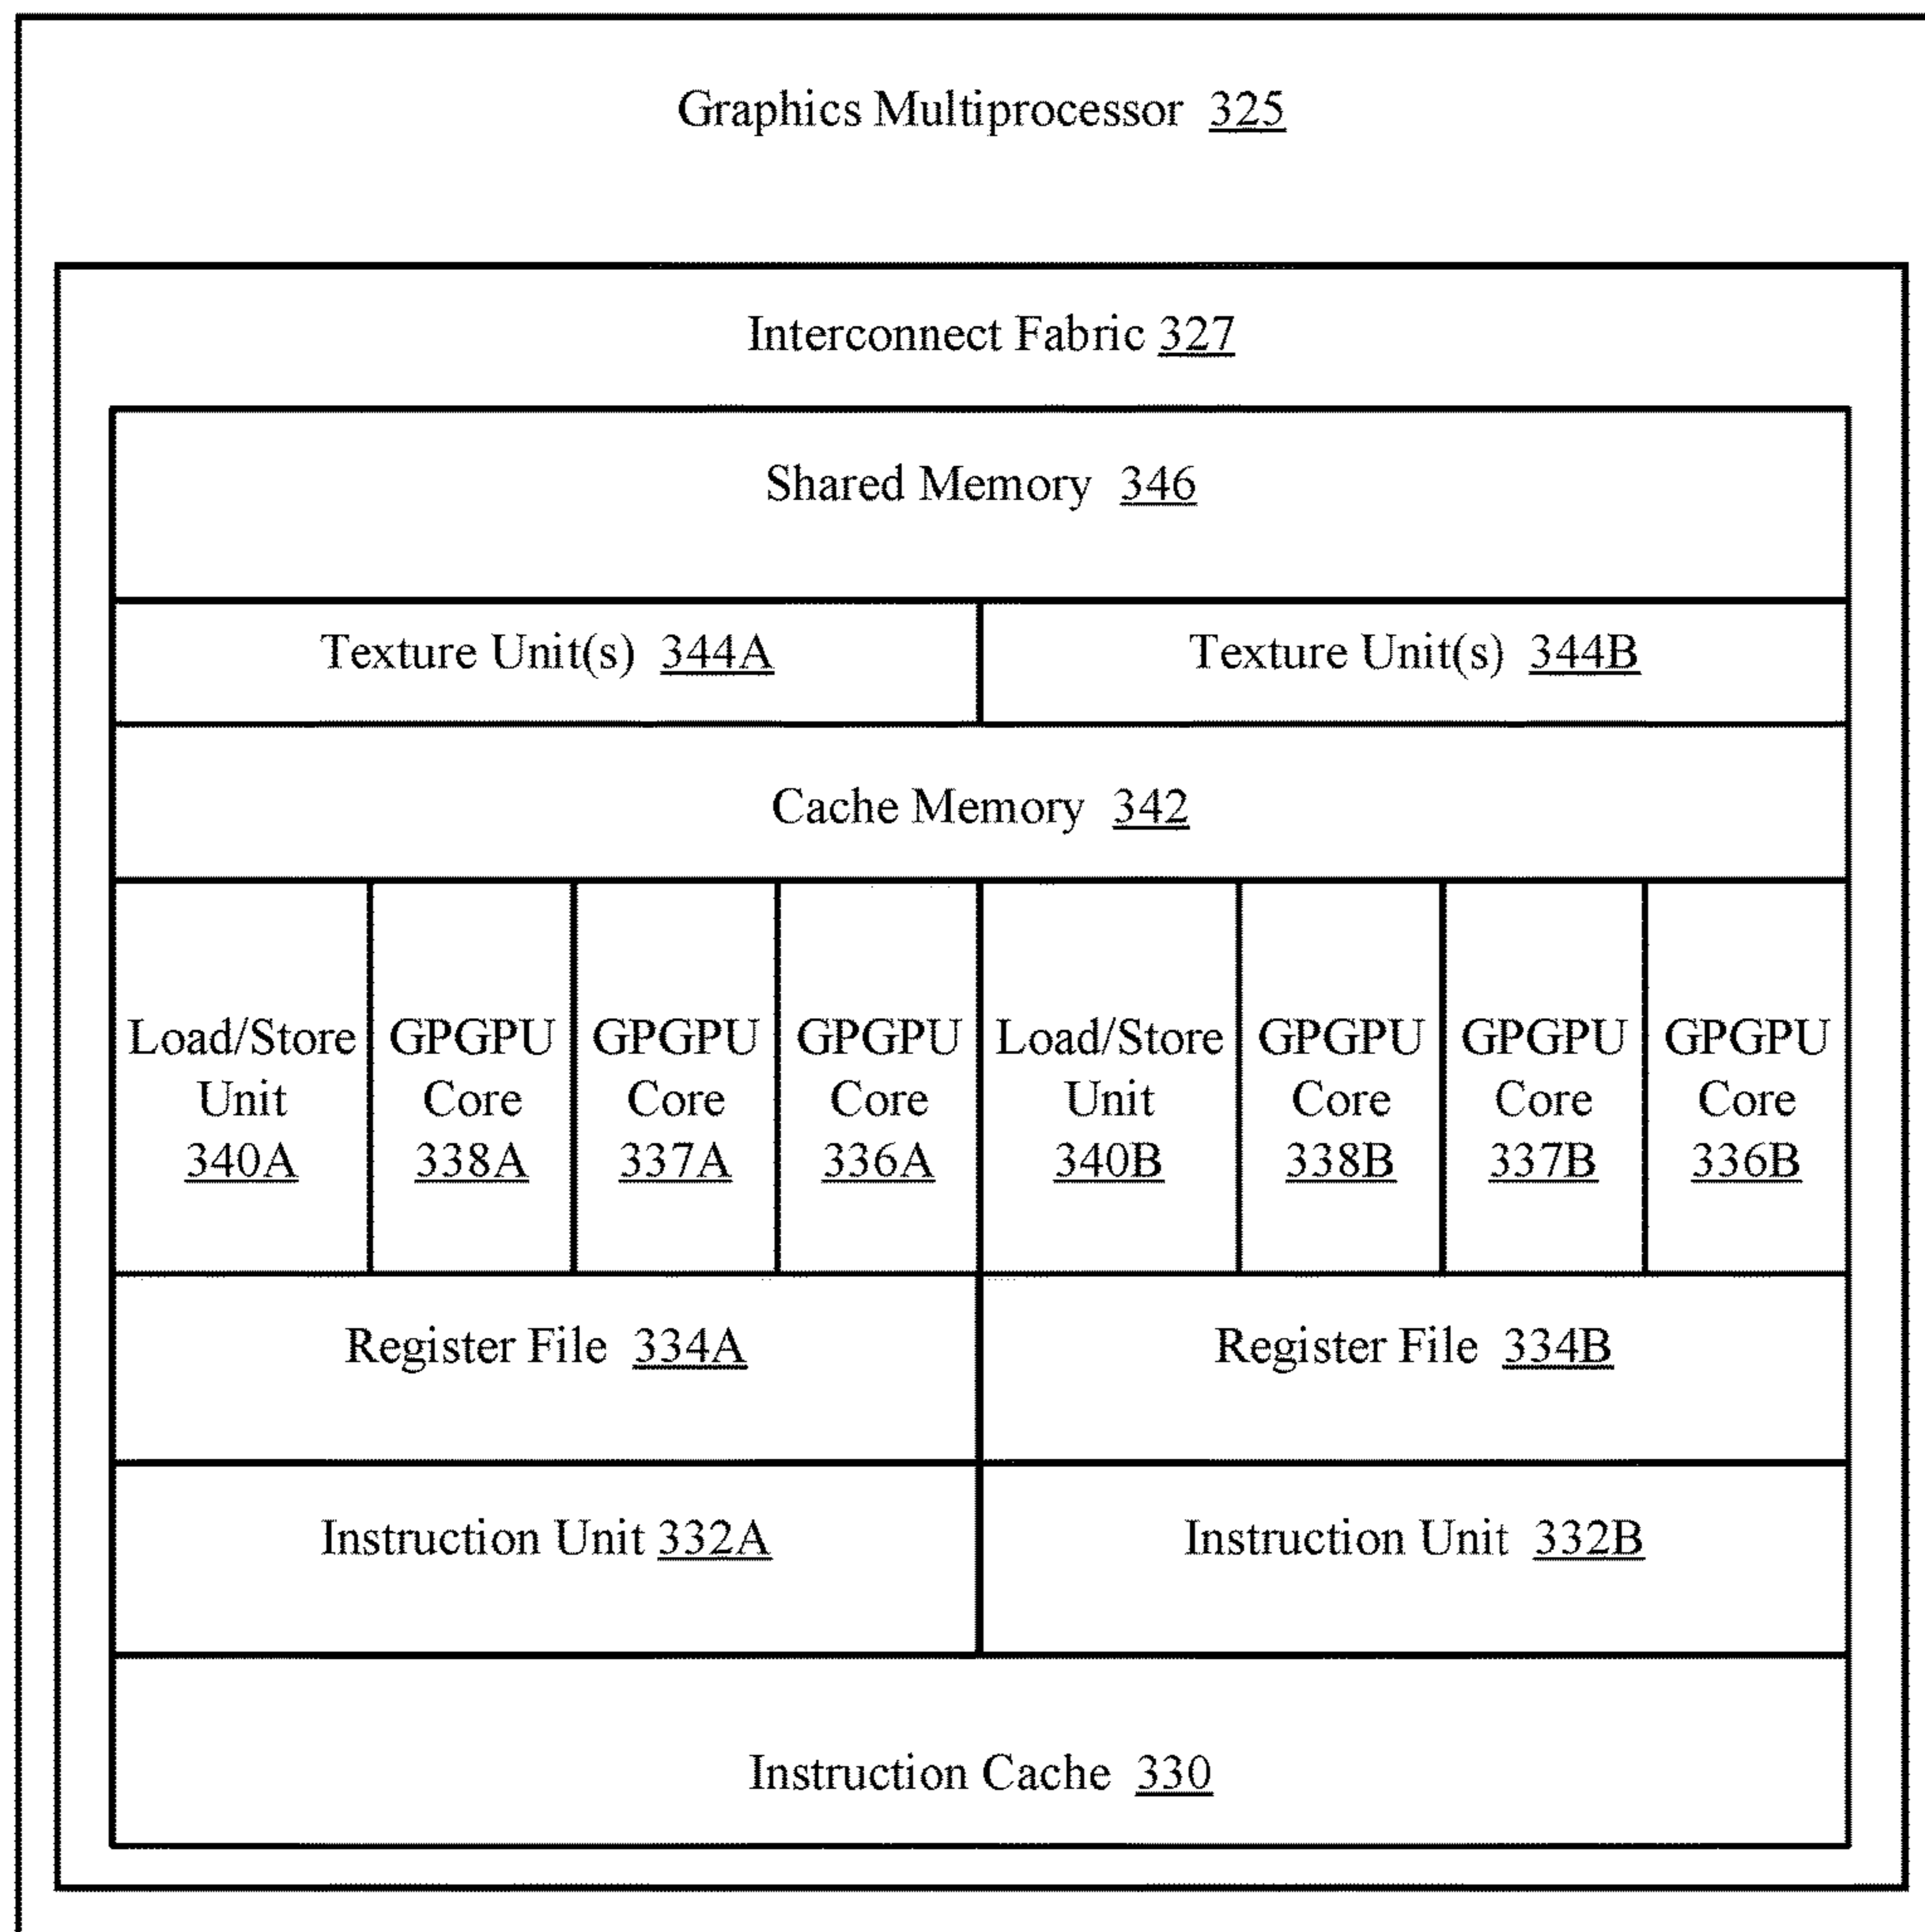 Graphics Multiprocessor 325
Interconnect Fabric 327
Shared Memory 346
Texture Unit(s) 344A
Texture Unit(s) 344B
Cache Memory 342
Load/Store
Unit
340A
GPGPU
Core
338A
GPGPU
Core
337A
GPGPU
Core
336A
Load/Store
Unit
340B
GPGPU
Core
338B
GPGPU
Core
337B
GPGPU
Core
336B
Register File 334A
Register File 334B
Instruction Unit 332A
Instruction Unit 332B
Instruction Cache 330